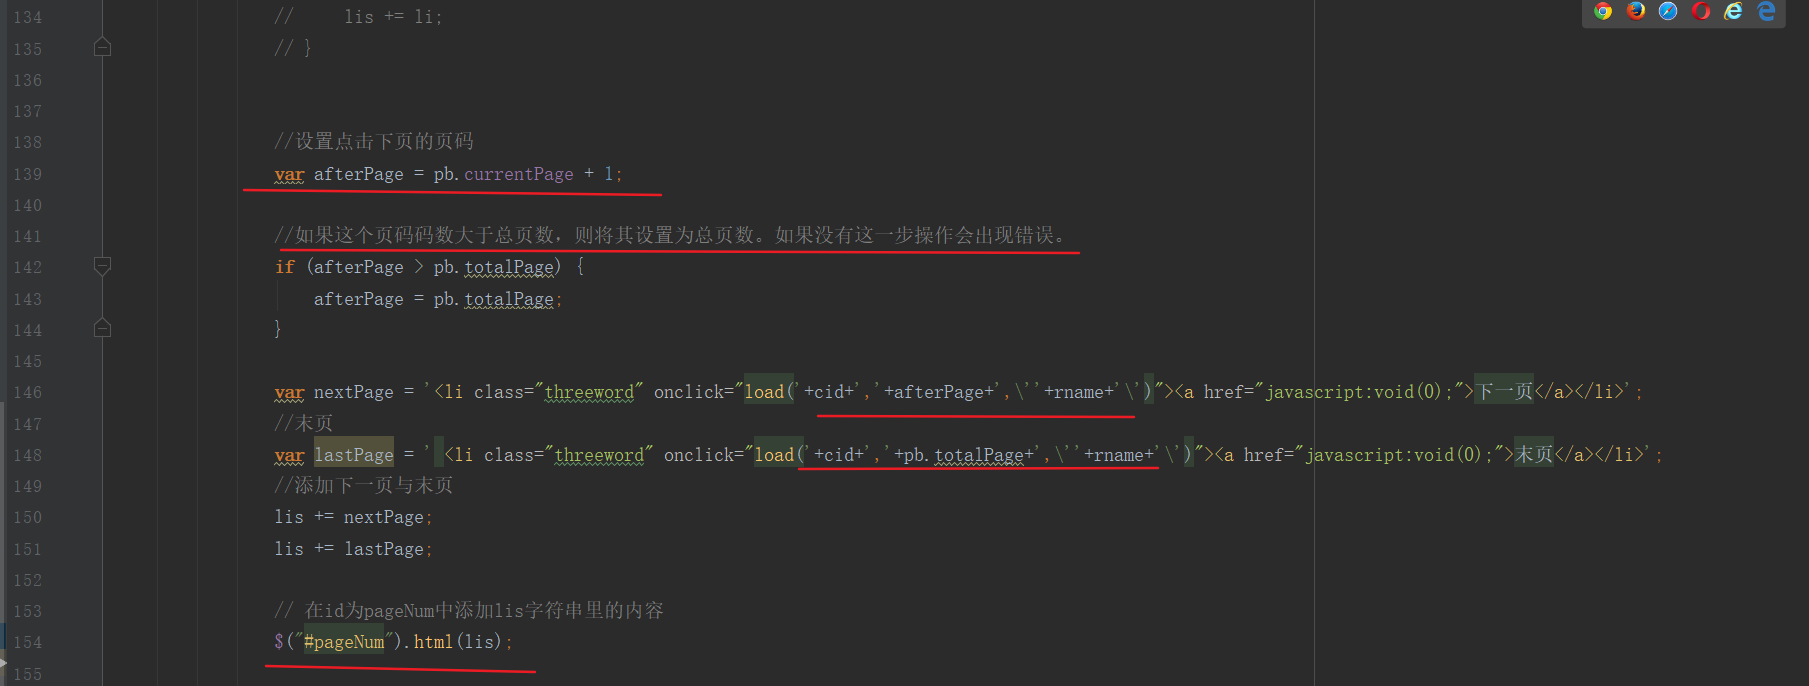 134 //     lis += li;
135 // }
136
137
138 //设置点击下页的页码
139 var afterPage = pb.currentPage + 1;
140
141 //如果这个页码码数大于总页数，则将其设置为总页数。如果没有这一步操作会出现错误。
142 if (afterPage > pb.totalPage) {
143     afterPage = pb.totalPage;
144 }
145
146 var nextPage = '<li class="threeword" onclick="load('+cid+','+afterPage+',\''+rname+'\')"><a href="javascript:void(0);">下一页</a></li>';
147 //末页
148 var lastPage = ' <li class="threeword" onclick="load('+cid+','+pb.totalPage+',\''+rname+'\')"><a href="javascript:void(0);">末页</a></li>';
149 //添加下一页与末页
150 lis += nextPage;
151 lis += lastPage;
152
153 // 在id为pageNum中添加lis字符串里的内容
154 $("#pageNum").html(lis);
155